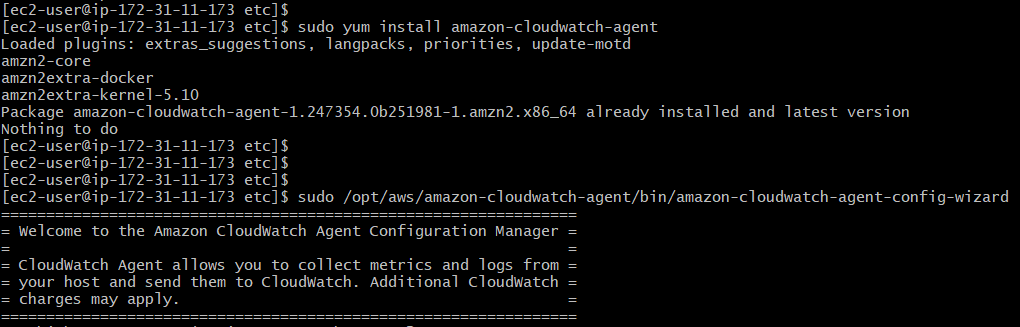 [ec2-user@ip-172-31-11-173 etc]$
[ec2-user@ip-172-31-11-173 etc]$ sudo yum install amazon-cloudwatch-agent
Loaded plugins: extras_suggestions, langpacks, priorities, update-motd
amzn2-core
amzn2extra-docker
amzn2extra-kernel-5.10
Package amazon-cloudwatch-agent-1.247354.0b251981-1.amzn2.x86_64 already installed and latest version
Nothing to do
[ec2-user@ip-172-31-11-173 etc]$
[ec2-user@ip-172-31-11-173 etc]$
[ec2-user@ip-172-31-11-173 etc]$
[ec2-user@ip-172-31-11-173 etc]$ sudo /opt/aws/amazon-cloudwatch-agent/bin/amazon-cloudwatch-agent-config-wizard
================================================================
= Welcome to the Amazon CloudWatch Agent Configuration Manager =
=                                                              =
= CloudWatch Agent allows you to collect metrics and logs from =
= your host and send them to CloudWatch. Additional CloudWatch =
= charges may apply.                                           =
================================================================